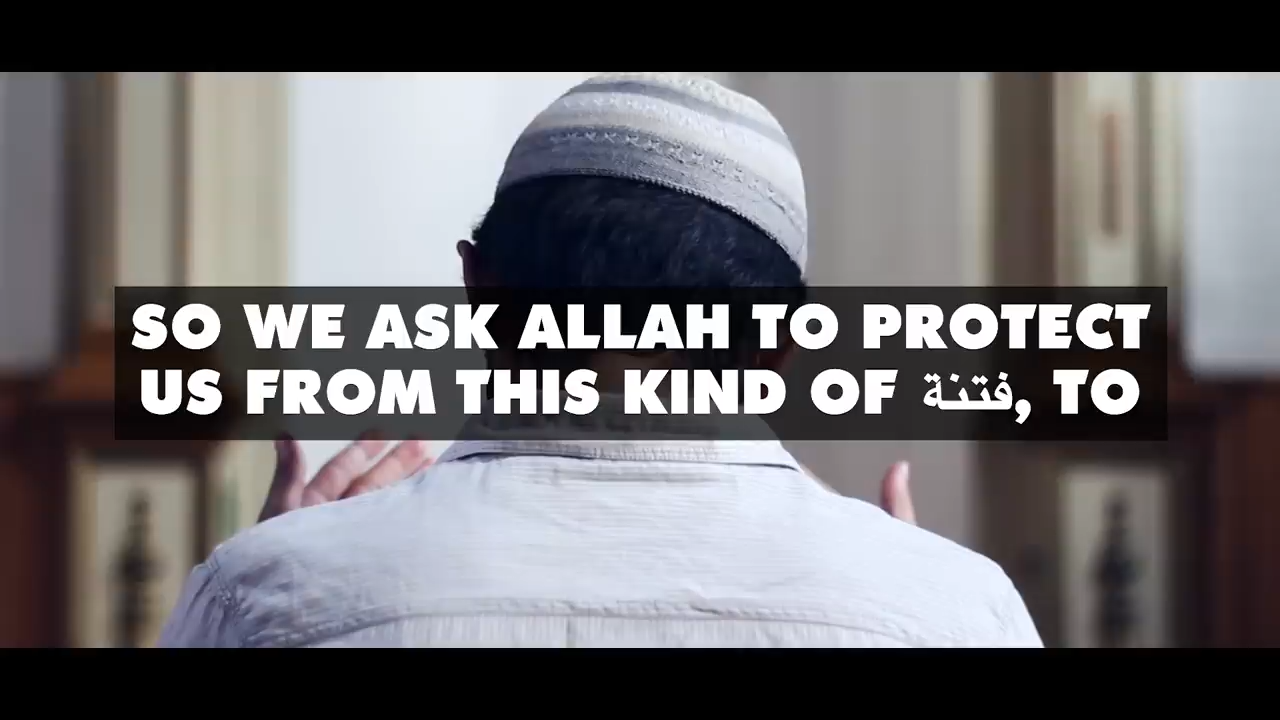 SO WE ASK ALLAH TO PROTECT
US FROM THIS KIND OF فتنة, TO